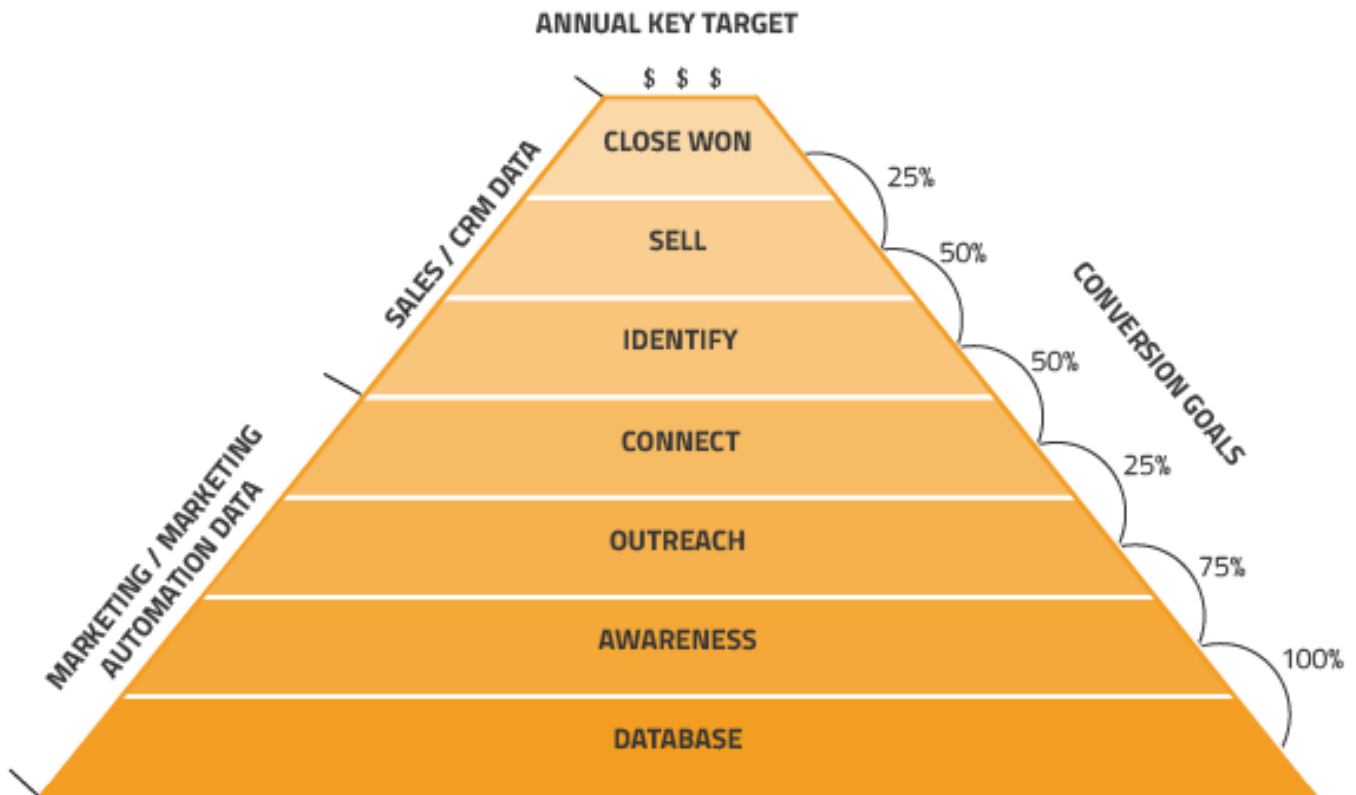 ANNUAL KEY TARGET
$ $ $
CLOSE WON
25%
SELL
50%
IDENTIFY
50%
CONNECT
25%
OUTREACH
75%
AWARENESS
100%
DATABASE
SALES / CRM DATA
MARKETING / MARKETING
AUTOMATION DATA
CONVERSION GOALS